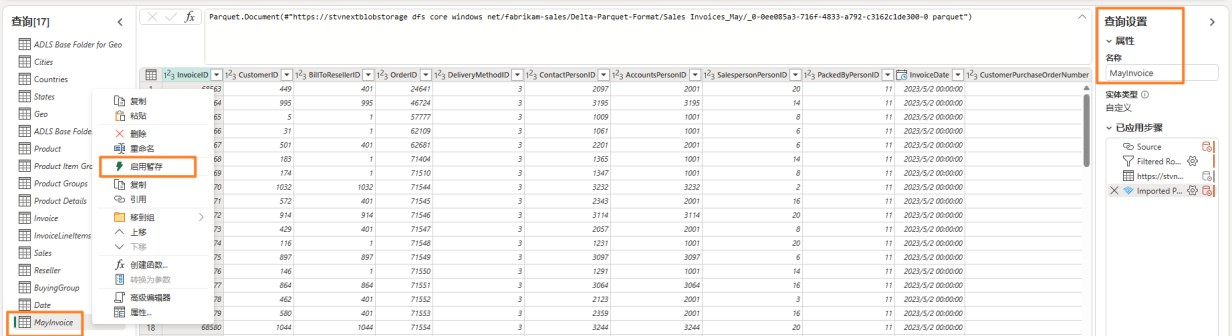 查询[17]
ADLS Base Folder for Geo
Cities
Countries
States
Geo
ADLS Base Folde
Product
Product Item Gro
Product Groups
Product Details
Invoice
InvoiceLineItems
Sales
Reseller
BuyingGroup
Date
MayInvoice
复制
粘贴
删除
重命名
启用暂存
复制
引用
移到组
上移
下移
创建函数...
转换为参数
高级编辑器
属性...
Parquet.Document(#"https://stvnextblobstorage dfs core windows net/fabrikam-sales/Delta-Parquet-Format/Sales Invoices_May/_0-0ee085a3-716f-4833-a792-c3162c1de300-0 parquet")
InvoiceID CustomerID BillToResellerID OrderID DeliveryMethodID ContactPersonID AccountsPersonID SalespersonPersonID PackedByPersonID InvoiceDate CustomerPurchaseOrderNumber
1 68563 449 401 24641 3 2097 2001 20 11 2023/5/2 00:00:00
64 995 995 46724 3 3195 3195 14 11 2023/5/2 00:00:00
65 5 1 57777 3 1009 1001 8 11 2023/5/2 00:00:00
66 31 1 62109 3 1061 1001 6 11 2023/5/2 00:00:00
67 501 401 62681 3 2201 2001 6 11 2023/5/2 00:00:00
68 183 1 71404 3 1365 1001 14 11 2023/5/2 00:00:00
69 174 1 71510 3 1347 1001 8 11 2023/5/2 00:00:00
70 1032 1032 71544 3 3232 3232 2 11 2023/5/2 00:00:00
71 572 401 71545 3 2343 2001 16 11 2023/5/2 00:00:00
72 914 914 71546 3 3114 3114 20 11 2023/5/2 00:00:00
73 429 401 71547 3 2057 2001 8 11 2023/5/2 00:00:00
74 116 1 71548 3 1231 1001 20 11 2023/5/2 00:00:00
75 897 897 71549 3 3097 3097 6 11 2023/5/2 00:00:00
76 146 1 71550 3 1291 1001 14 11 2023/5/2 00:00:00
77 864 864 71551 3 3064 3064 16 11 2023/5/2 00:00:00
78 462 401 71552 3 2123 2001 3 11 2023/5/2 00:00:00
79 580 401 71553 3 2359 2001 16 11 2023/5/2 00:00:00
18 68580 1044 1044 71554 3 3244 3244 20 11 2023/5/2 00:00:00
查询设置
属性
名称
MayInvoice
实体类型
自定义
已应用步骤
Source
Filtered Ro...
https://stvn...
Imported P...